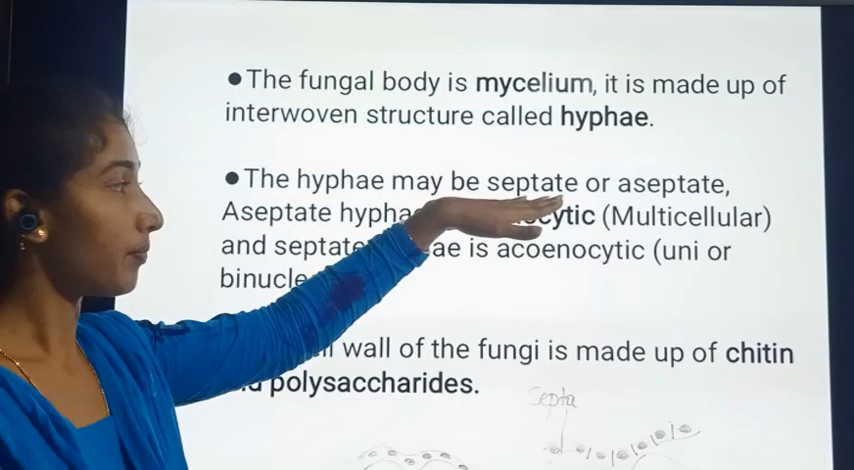 ●The fungal body is mycelium, it is made up of
interwoven structure called hyphae.
●The hyphae may be septate or aseptate,
Aseptate (Multicellular)
and is acoenocytic (uni or
wall of the fungi is made up of chitin
polysaccharides.
Septa